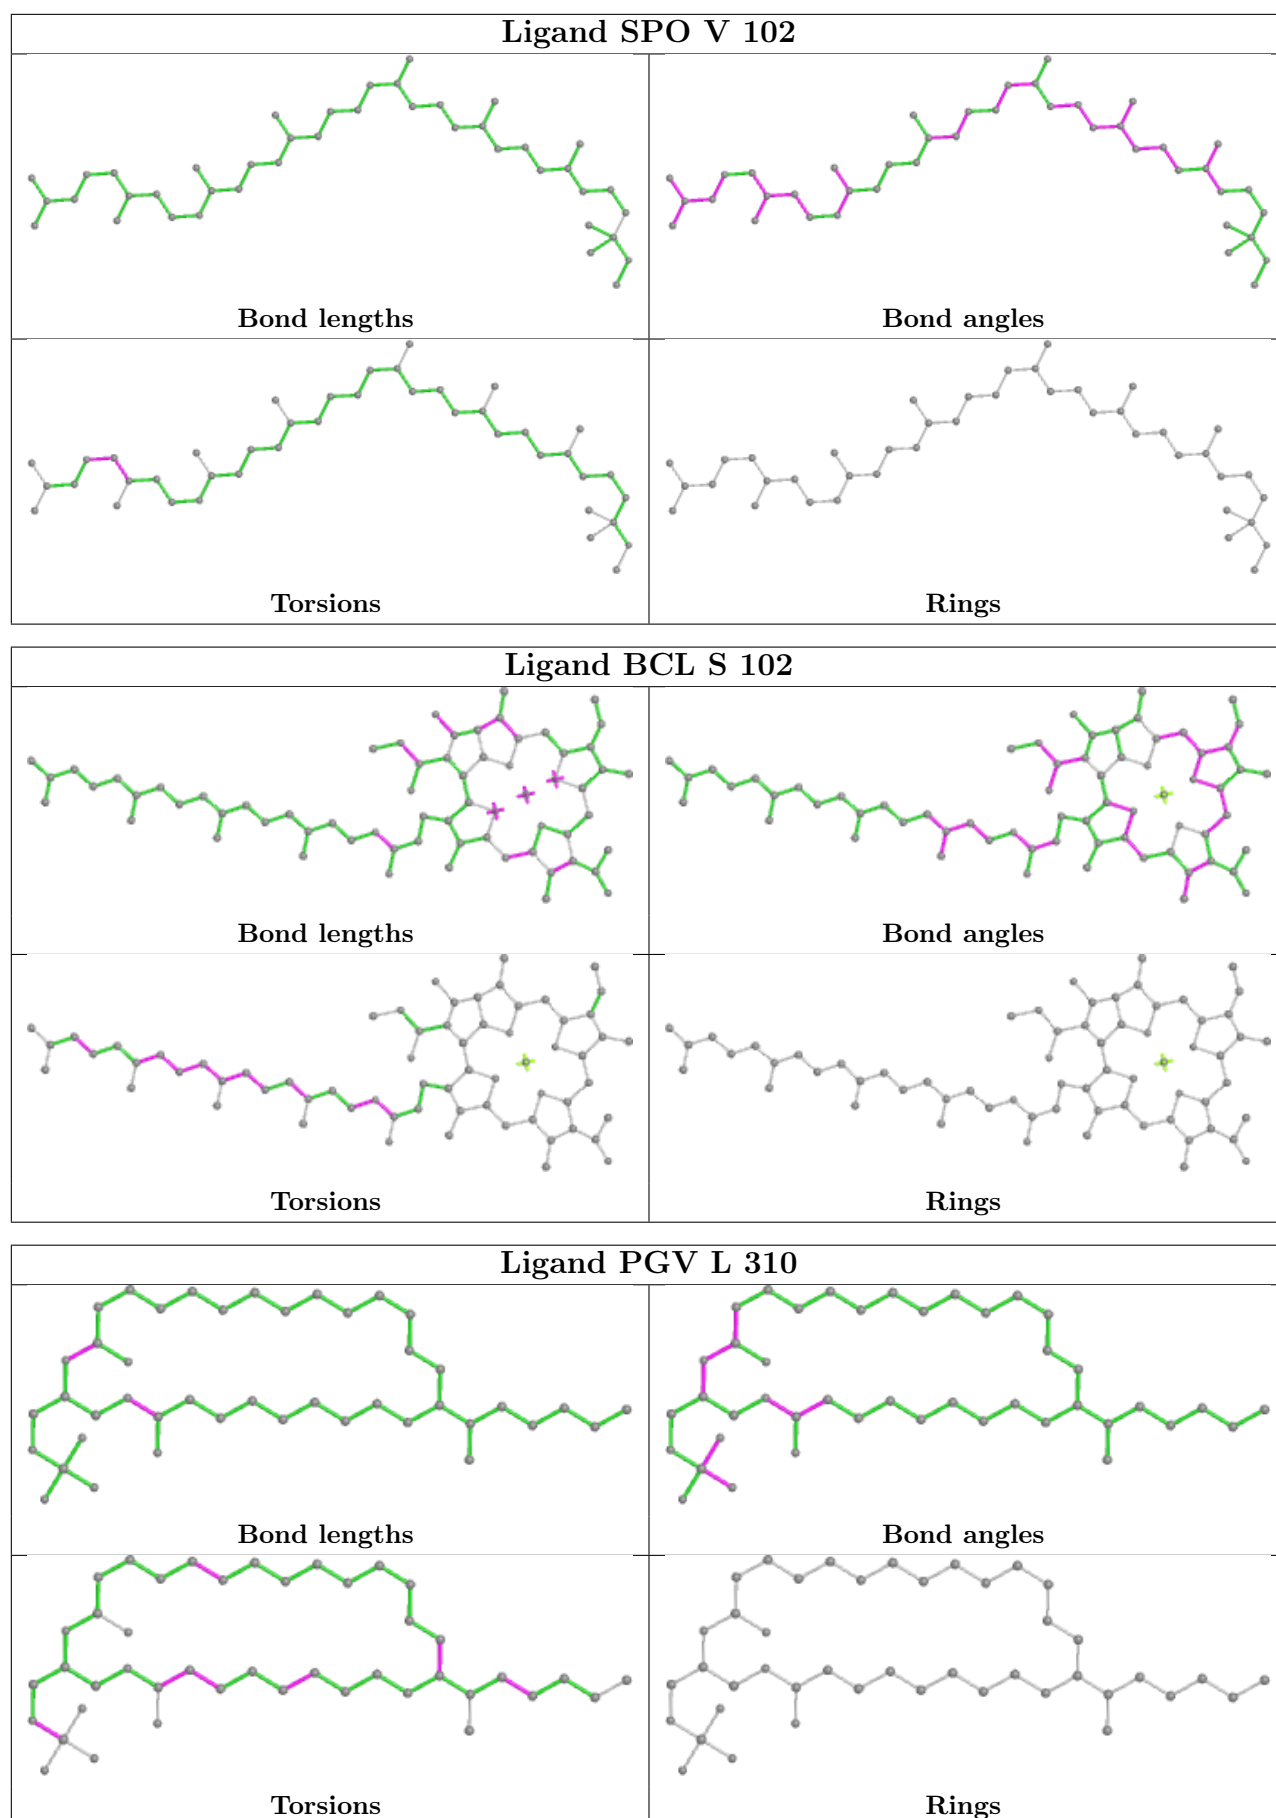 Ligand SPO V 102
Bond lengths
Bond angles
Torsions
Rings
Ligand BCL S 102
Bond lengths
Bond angles
Torsions
Rings
Ligand PGV L 310
Bond lengths
Bond angles
Torsions
Rings